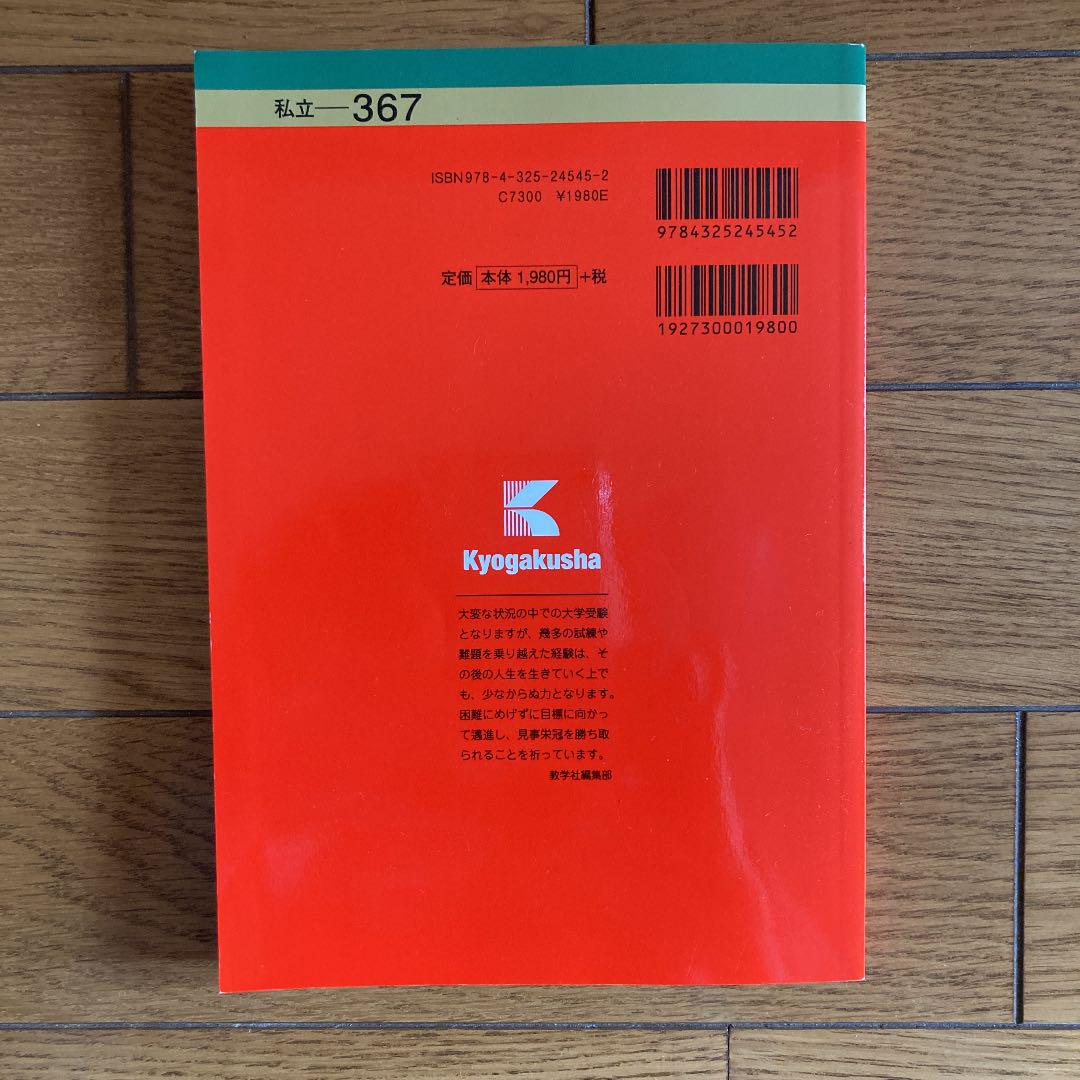 私立―367
ISBN978-4-325-24545-2
C7300 ¥1980E
9784325245452
定価 本体 1,980円 +税
1927300019800
Kyogakusha
大変な状況の中での大学受験
となりますが、幾多の試練や
難題を乗り越えた経験は、そ
の後の人生を生きていく上で
も、少なからぬ力となります。
困難にめげずに目標に向かっ
て邁進し、見事栄冠を勝ち取
られることを祈っています。
教学社編集部